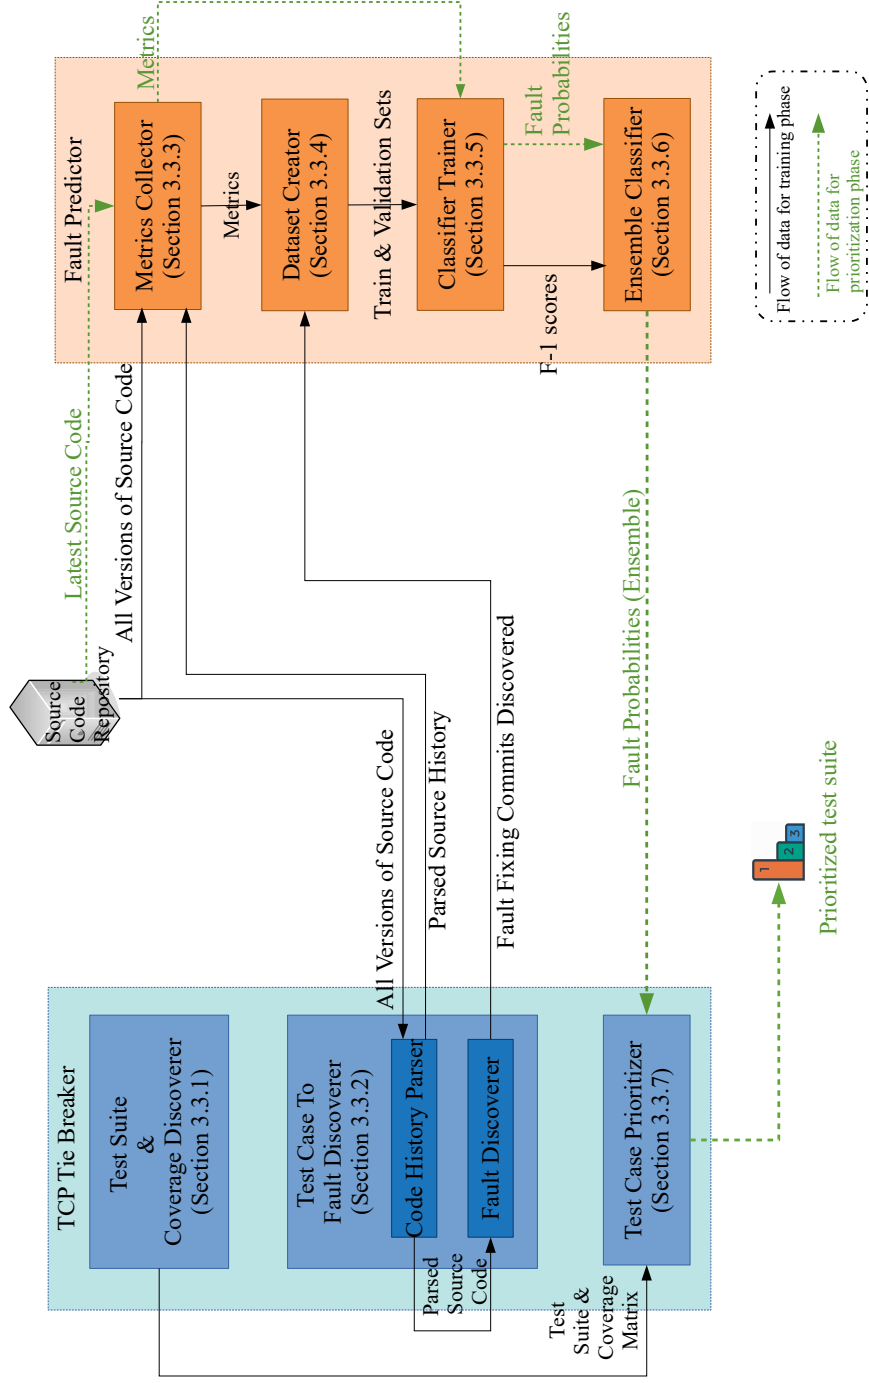 TCP Tie Breaker
Test Suite
&
Coverage Discoverer
(Section 3.3.1)
Test Case To
Fault Discoverer
(Section 3.3.2)
Code History Parser
Fault Discoverer
Parsed
Source
Code
Test
Suite &
Coverage
Matrix
Test Case Prioritizer
(Section 3.3.7)
Source
Code
Repository
Latest Source Code
All Versions of Source Code
All Versions of Source Code
Parsed Source History
Fault Fixing Commits Discovered
Fault Probabilities (Ensemble)
1
2
3
Prioritized test suite
Fault Predictor
Metrics Collector
(Section 3.3.3)
Metrics
Metrics
Dataset Creator
(Section 3.3.4)
Train & Validation Sets
Classifier Trainer
(Section 3.3.5)
F-1 scores
Fault
Probabilities
Ensemble Classifier
(Section 3.3.6)
Flow of data for training phase
Flow of data for
prioritization phase